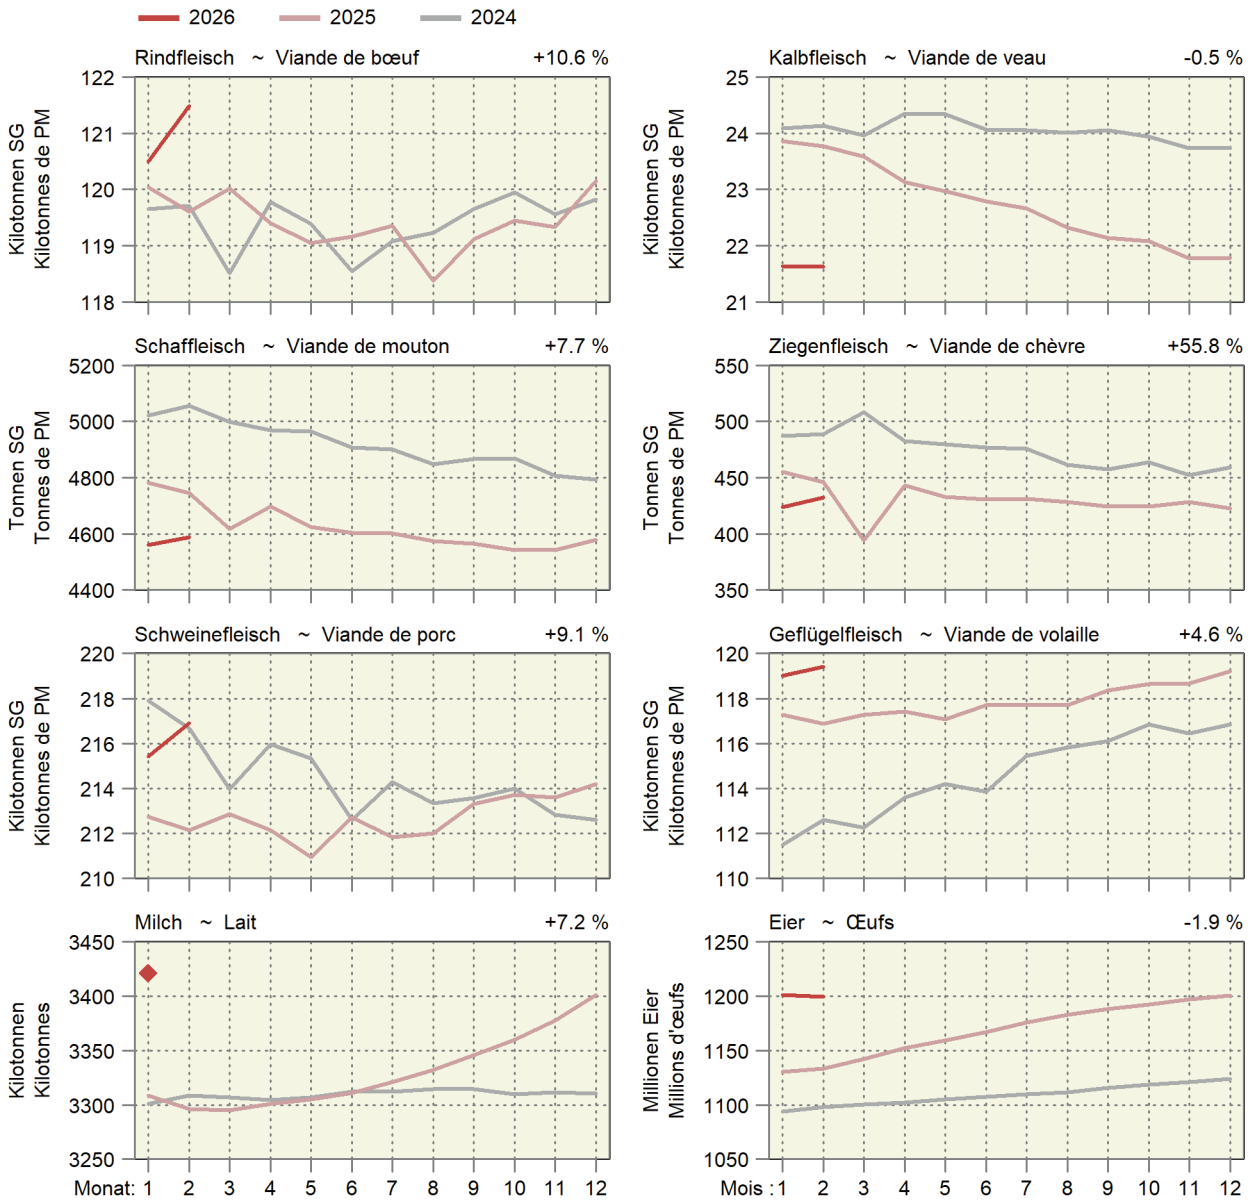 2026 2025 2024
Rindfleisch ~ Viande de bœuf +10.6 %
Kilotonnen SG
Kilotonnes de PM
122
121
120
119
118
Kalbfleisch ~ Viande de veau -0.5 %
Kilotonnen SG
Kilotonnes de PM
25
24
23
22
21
Schaffleisch ~ Viande de mouton +7.7 %
Tonnen SG
Tonnes de PM
5200
5000
4800
4600
4400
Ziegenfleisch ~ Viande de chèvre +55.8 %
Tonnen SG
Tonnes de PM
550
500
450
400
350
Schweinefleisch ~ Viande de porc +9.1 %
Kilotonnen SG
Kilotonnes de PM
220
218
216
214
212
210
Geflügelfleisch ~ Viande de volaille +4.6 %
Kilotonnen SG
Kilotonnes de PM
120
118
116
114
112
110
Milch ~ Lait +7.2 %
Kilotonnen
Kilotonnes
3450
3400
3350
3300
3250
Monat: 1 2 3 4 5 6 7 8 9 10 11 12
Eier ~ Œufs -1.9 %
Millionen Eier
Millions d'œufs
1250
1200
1150
1100
1050
Mois : 1 2 3 4 5 6 7 8 9 10 11 12